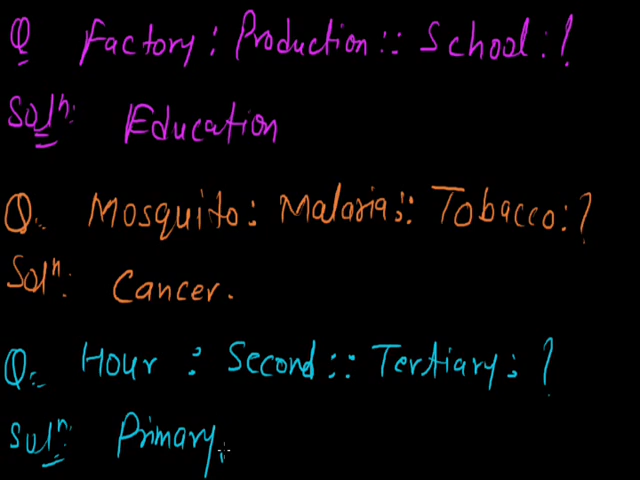 Q Factory : Production :: School : ?
Solⁿ: Education
Q. Mosquito : Malaria :: Tobacco : ?
Solⁿ: Cancer.
Q. Hour : Second :: Tertiary : ?
Solⁿ: Primary.